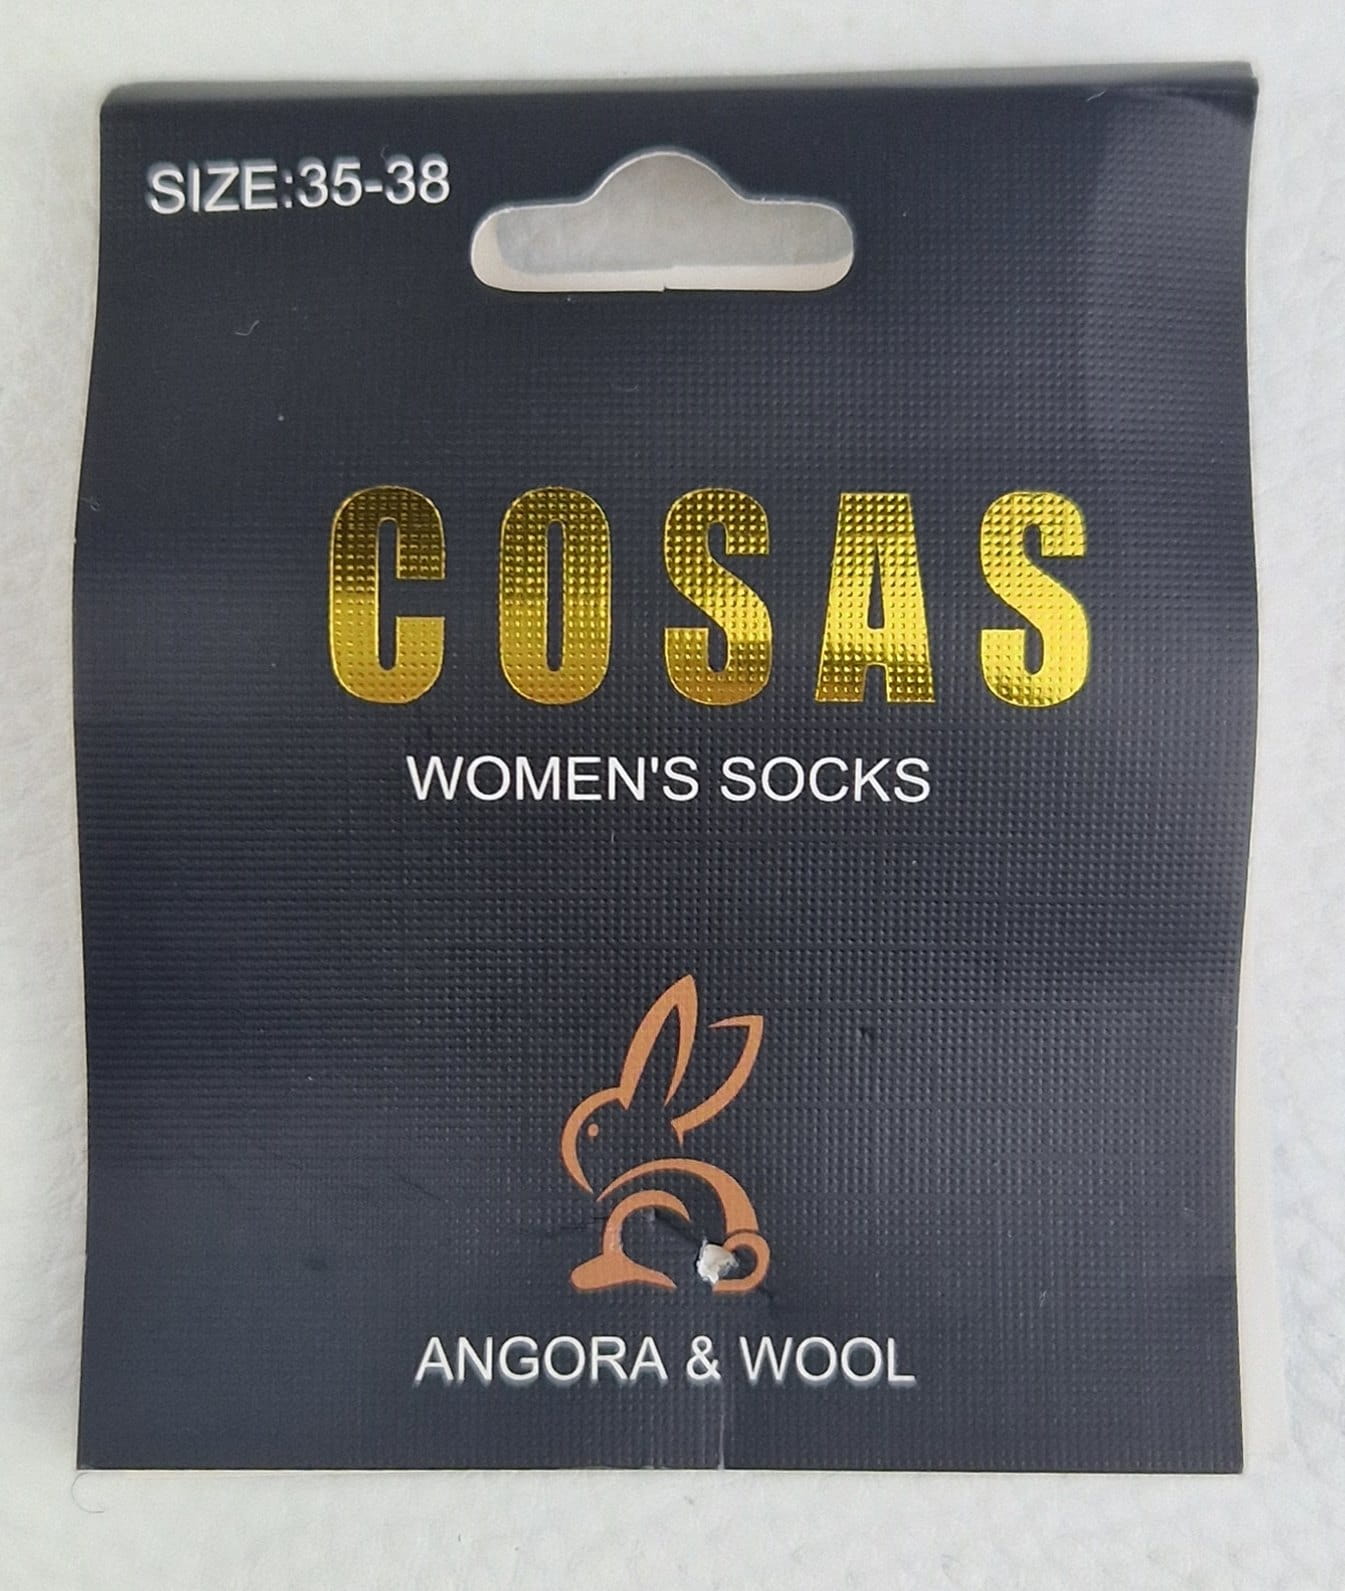 SIZE:35-38
COSAS
WOMEN'S SOCKS
ANGORA & WOOL